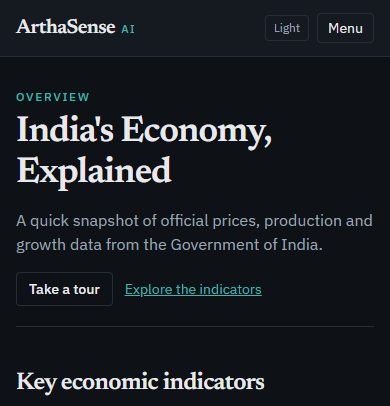 ArthaSense AI
Light
Menu
OVERVIEW
India's Economy,
Explained
A quick snapshot of official prices, production and
growth data from the Government of India.
Take a tour
Explore the indicators
Key economic indicators